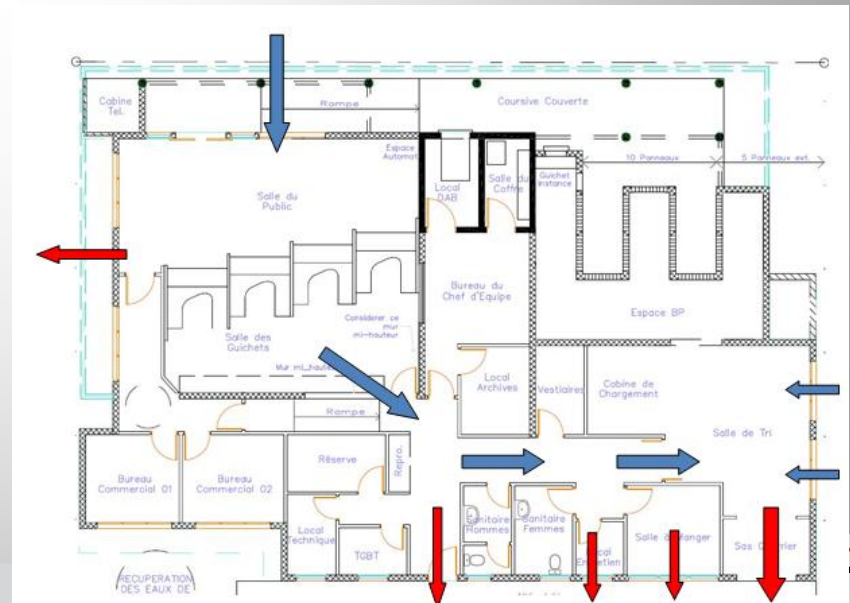 Cabine
Tel.
Rampe
Coursive Couverte
Espace
Automat
Salle du
Public
Local
DAB
Salle du
Coffre
Guichet
Instance
10 Panneaux
5 Panneaux ext.
Bureau du
Chef d'Equipe
Espace BP
Salle des
Guichets
Considerer ce
mur
mi-hauteur
Mur mi_hauteur
Local
Archives
Vestiaires
Cabine de
Chargement
Rampe
Salle de Tri
Bureau
Commercial 01
Bureau
Commercial 02
Réserve
Repro.
Local
Technique
TGBT
Sanitaire
Hommes
Sanitaire
Femmes
Local
Entretien
Salle à Manger
Sas Courrier
RECUPERATION
DES EAUX DE